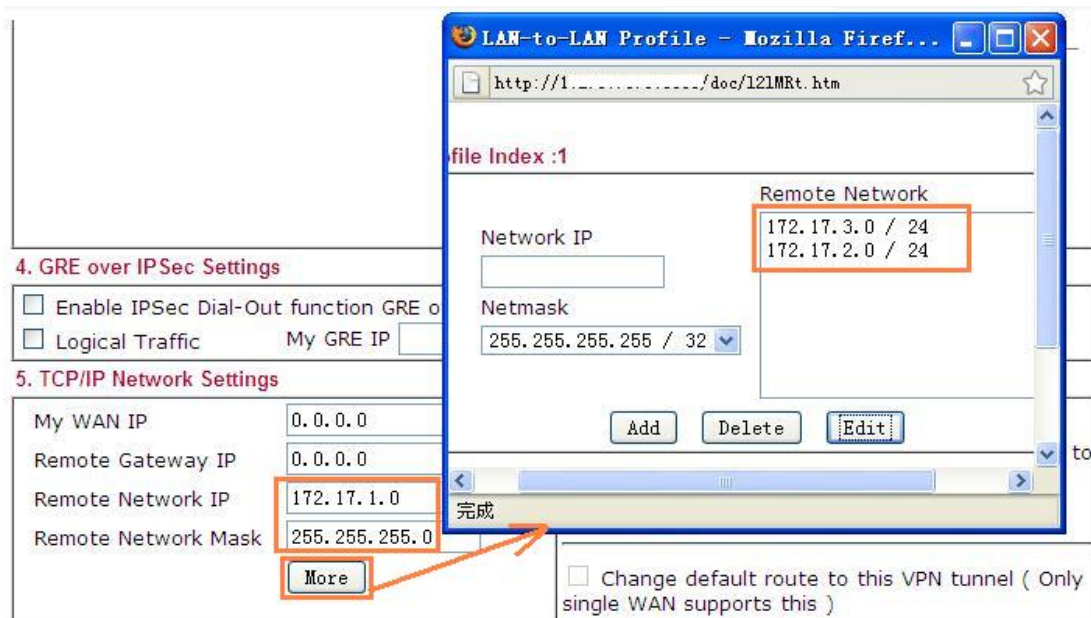 LAN-to-LAN Profile - Mozilla Firef...
/doc/l2lMRt.htm
ofile Index :1
Remote Network
172.17.3.0 / 24
172.17.2.0 / 24
Network IP
Netmask
255.255.255.255 / 32
Add Delete Edit
完成
4. GRE over IPSec Settings
Enable IPSec Dial-Out function GRE o
Logical Traffic My GRE IP
5. TCP/IP Network Settings
My WAN IP 0.0.0.0
Remote Gateway IP 0.0.0.0
Remote Network IP 172.17.1.0
Remote Network Mask 255.255.255.0
More
to
Change default route to this VPN tunnel ( Only
single WAN supports this )